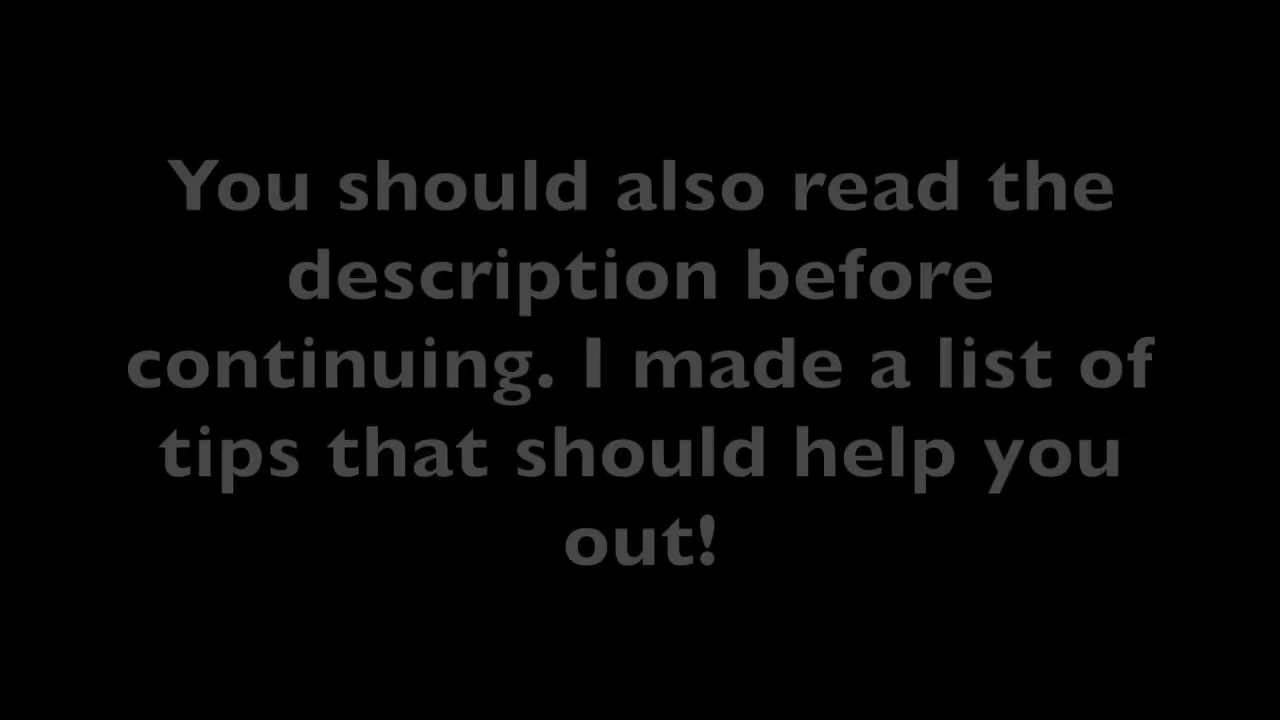 You should also read the
description before
continuing. I made a list of
tips that should help you
out!